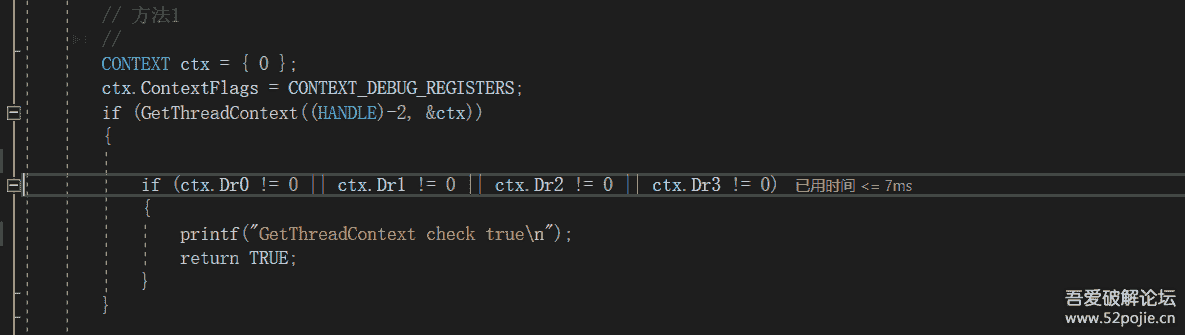 // 方法1
//
CONTEXT ctx = { 0 };
ctx.ContextFlags = CONTEXT_DEBUG_REGISTERS;
if (GetThreadContext((HANDLE)-2, &ctx))
{
if (ctx.Dr0 != 0 || ctx.Dr1 != 0 || ctx.Dr2 != 0 || ctx.Dr3 != 0) 已用时间 <= 7ms
{
printf("GetThreadContext check true\n");
return TRUE;
}
}
吾爱破解论坛
www.52pojie.cn